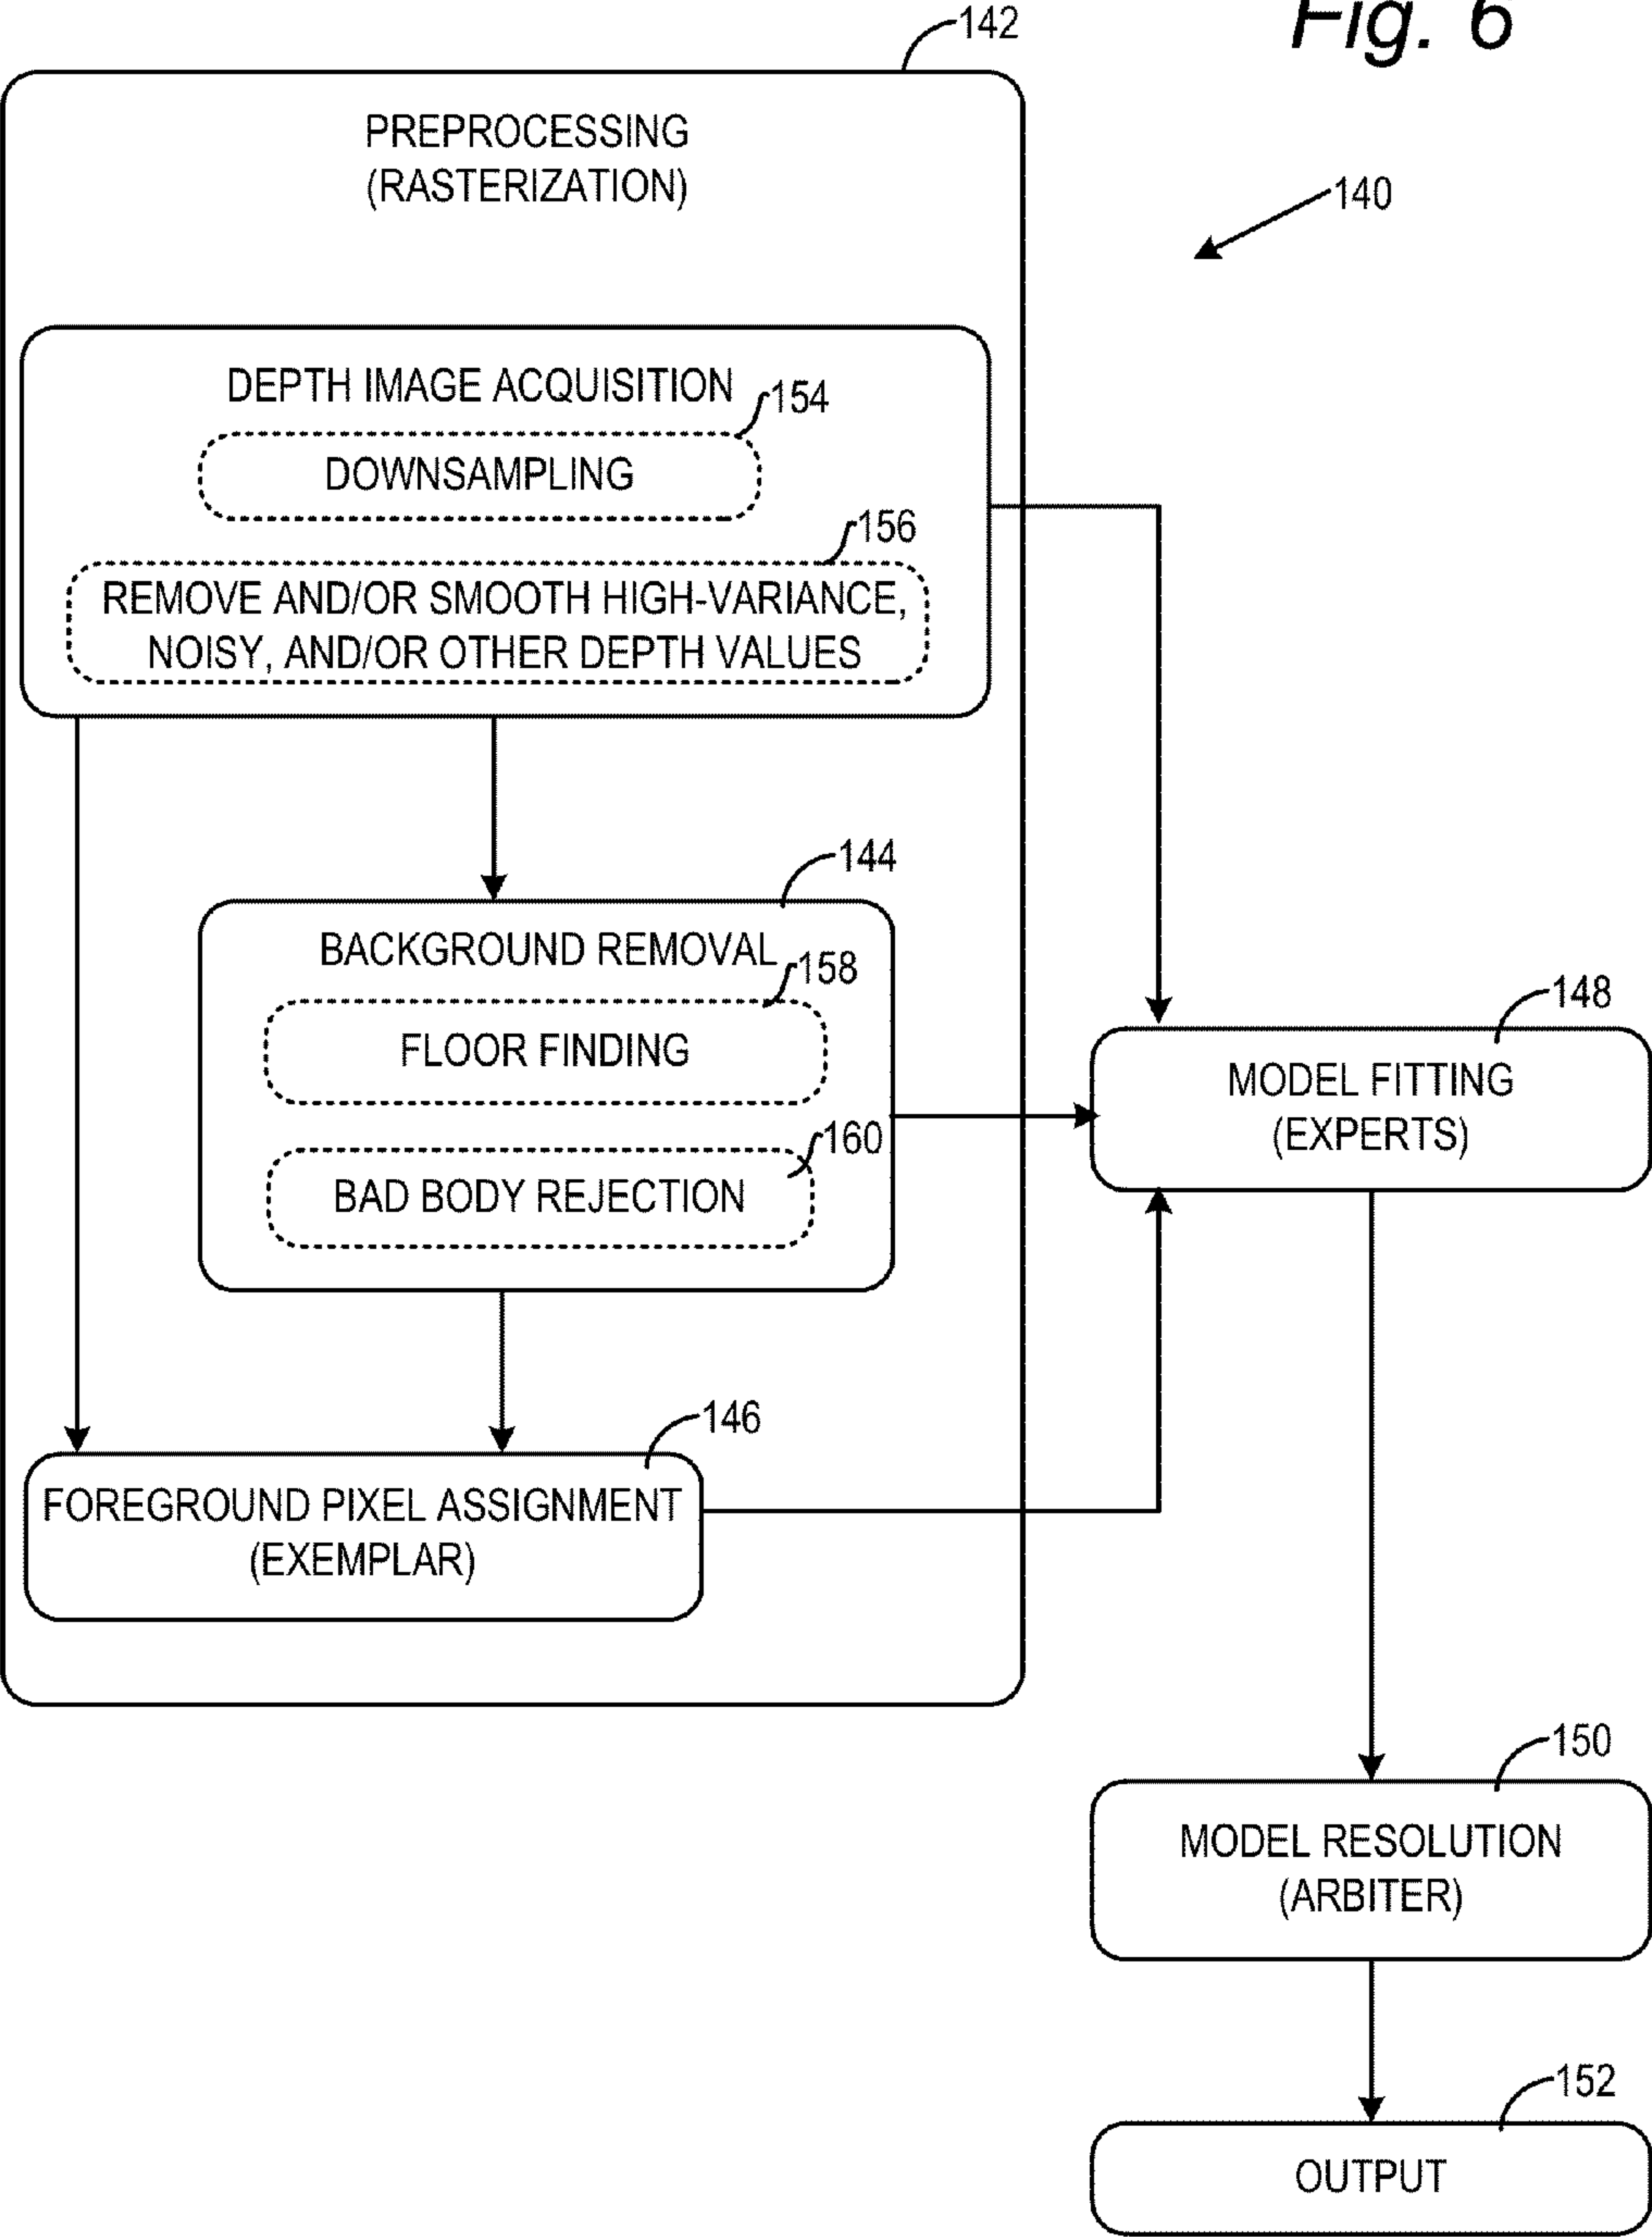 Fig. 6
142
PREPROCESSING
(RASTERIZATION)
140
DEPTH IMAGE ACQUISITION
154
DOWNSAMPLING
156
REMOVE AND/OR SMOOTH HIGH-VARIANCE,
NOISY, AND/OR OTHER DEPTH VALUES
144
BACKGROUND REMOVAL
158
FLOOR FINDING
148
MODEL FITTING
(EXPERTS)
160
BAD BODY REJECTION
146
FOREGROUND PIXEL ASSIGNMENT
(EXEMPLAR)
150
MODEL RESOLUTION
(ARBITER)
152
OUTPUT